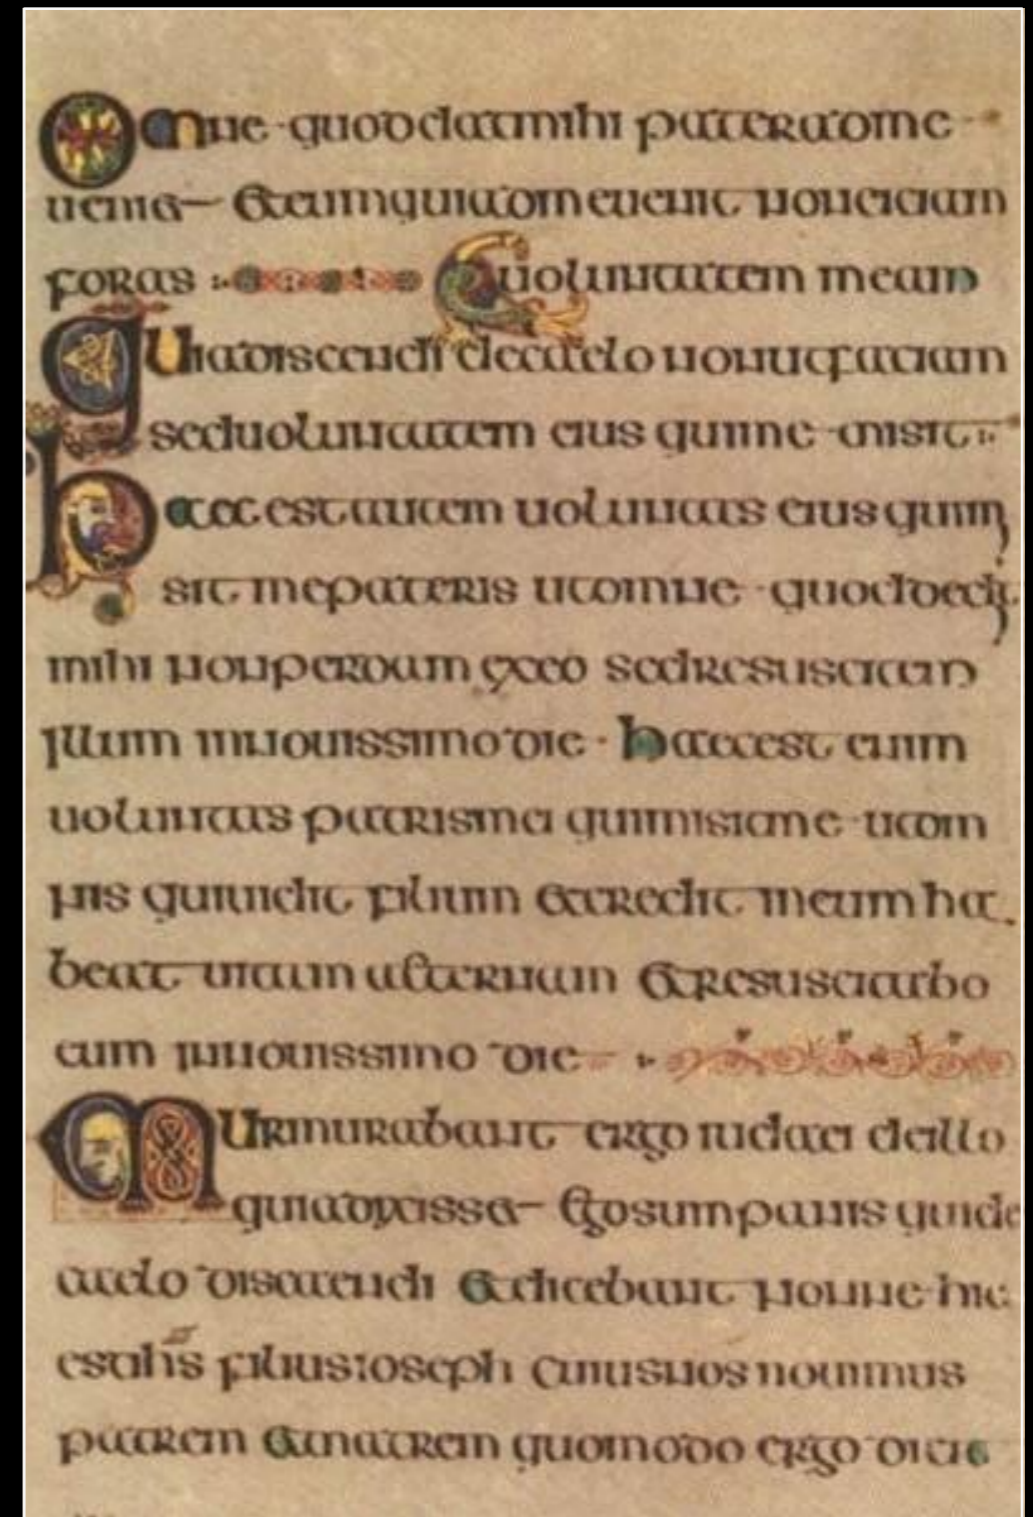 Omne quod dat mihi pater ad me
ueniet et eum qui ad me uenit non eiciam
foras uoluntatem meam
Quia discendi de caelo non ut faciam
sed uoluntatem eius qui me misit
haec est autem uoluntas eius qui mi
sit me patris ut omne quod dedit
mihi non perdam ex eo sed resuscitem
illum in nouissimo die · haec est enim
uoluntas patris mei qui misit me ut om
nis qui uidit filium et credit in eum ha
beat uitam aeternam et resuscitabo
eum in nouissimo die
Murmurabant ergo iudaei de illo
quia dixisset ego sum panis qui de
caelo discendi et dicebant nonne hic
est ihs filius ioseph cuius nos nouimus
patrem et matrem quomodo ergo